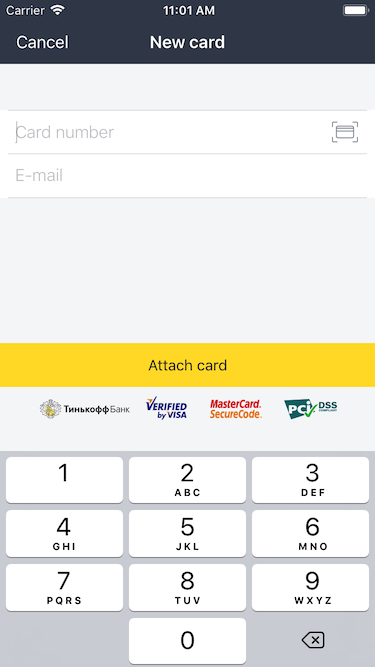 Carrier 11:01 AM
Cancel New card
Card number
E-mail
Attach card
Тинькофф Банк VERIFIED by VISA MasterCard. SecureCode. PCI DSS COMPLIANT
1 2 ABC 3 DEF
4 GHI 5 JKL 6 MNO
7 PQRS 8 TUV 9 WXYZ
0